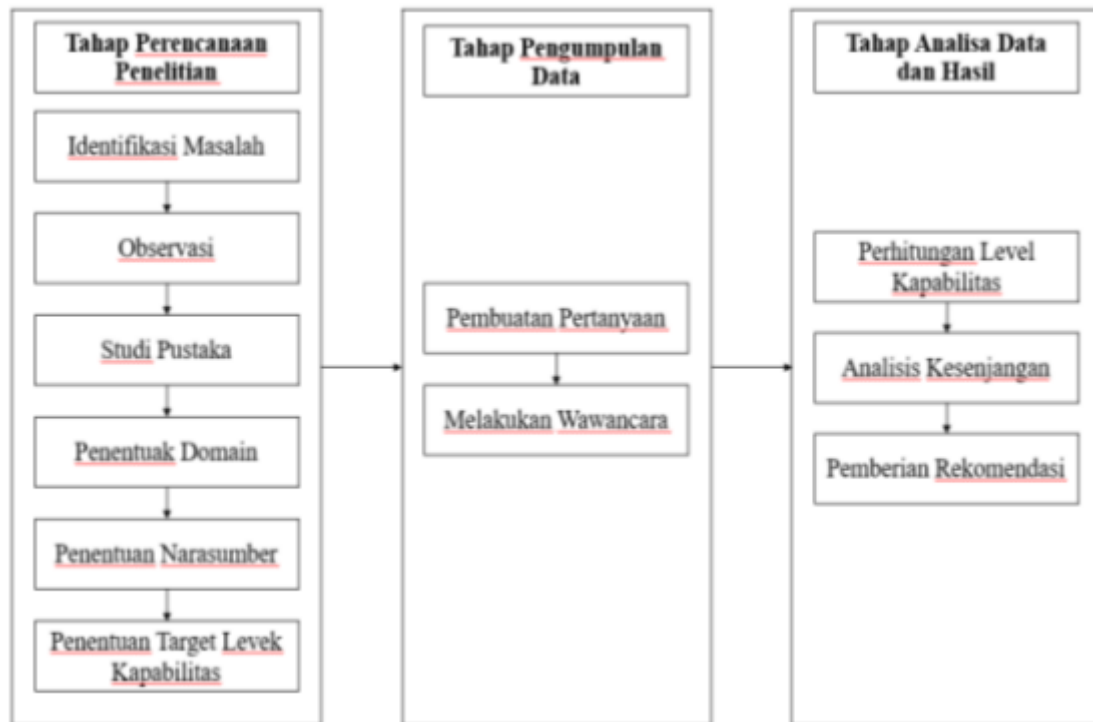 Tahap Perencanaan
Penelitian
Identifikasi Masalah
Observasi
Studi Pustaka
Penentuak Domain
Penentuan Narasumber
Penentuan Target Levek
Kapabilitas
Tahap Pengumpulan
Data
Pembuatan Pertanyaan
Melakukan Wawancara
Tahap Analisa Data
dan Hasil
Perhitungan Level
Kapabilitas
Analisis Kesenjangan
Pemberian Rekomendasi